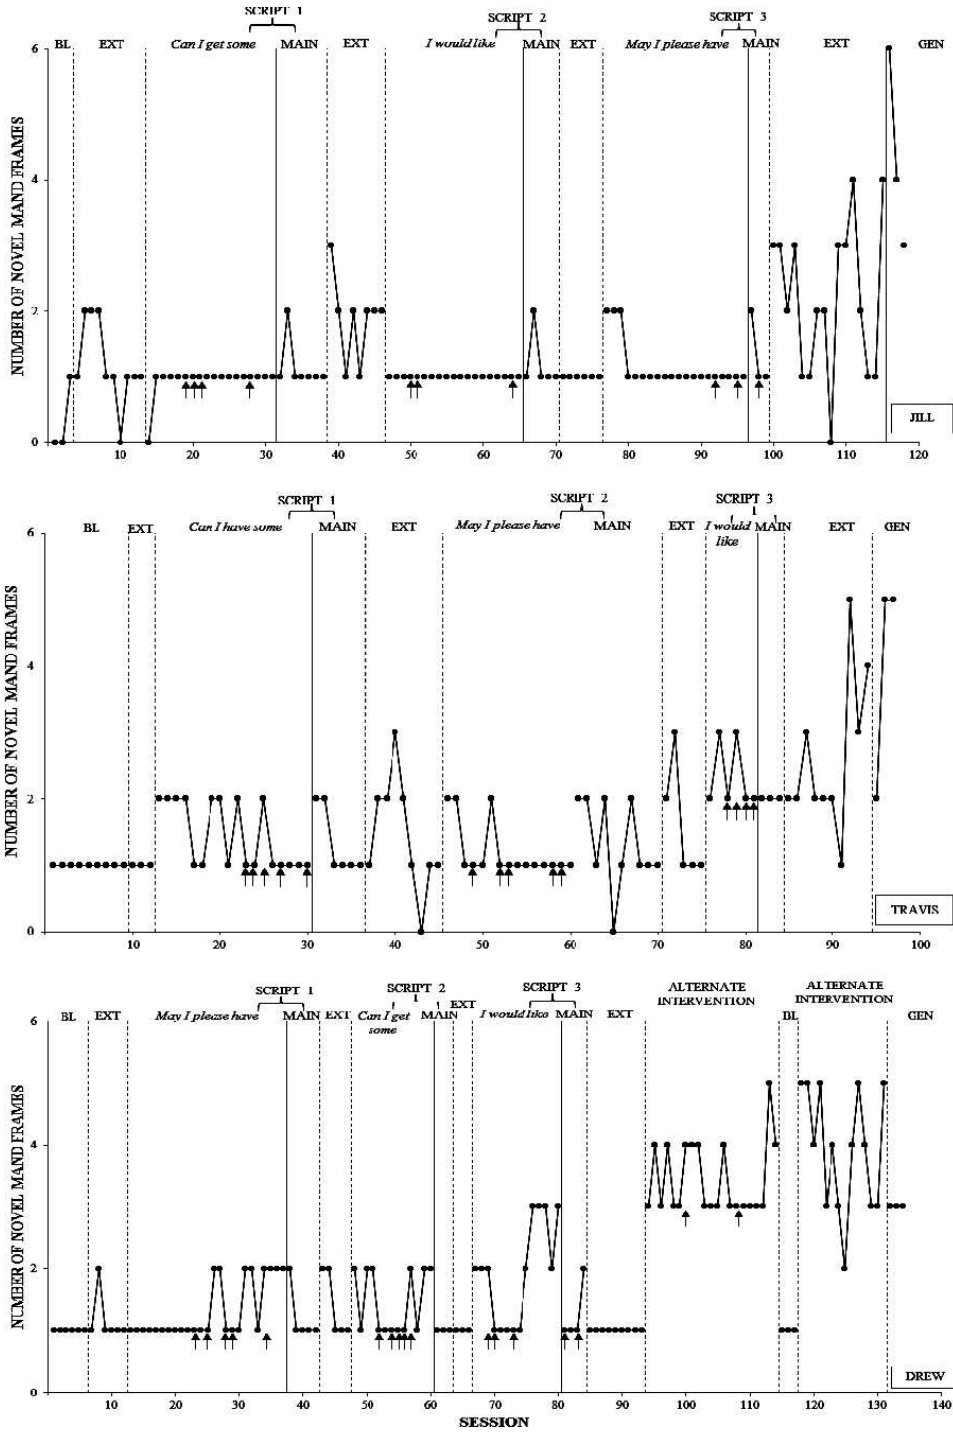 SCRIPT 1 SCRIPT 2 SCRIPT 3
BL EXT Can I get some MAIN EXT I would like MAIN EXT May I please have MAIN EXT GEN
NUMBER OF NOVEL MAND FRAMES
6
4
2
0
10 20 30 40 50 60 70 80 90 100 110 120
JILL
SCRIPT 1 SCRIPT 2 SCRIPT 3
BL EXT Can I have some MAIN EXT May I please have MAIN EXT I would like MAIN EXT GEN
NUMBER OF NOVEL MAND FRAMES
6
4
2
0
10 20 30 40 50 60 70 80 90 100
TRAVIS
SCRIPT 1 SCRIPT 2 SCRIPT 3 ALTERNATE INTERVENTION ALTERNATE INTERVENTION
BL EXT May I please have MAIN EXT Can I get some MAIN EXT I would like MAIN EXT BL GEN
NUMBER OF NOVEL MAND FRAMES
6
4
2
0
10 20 30 40 50 60 70 80 90 100 110 120 130 140
DREW
SESSION